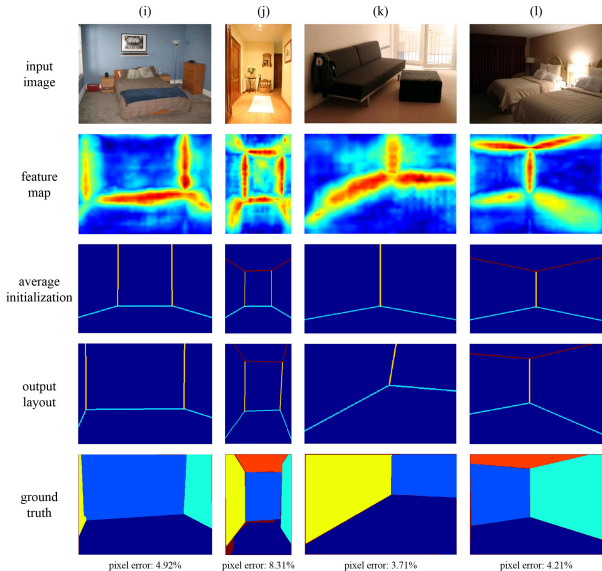 (i) (j) (k) (l)
input
image
feature
map
average
initialization
output
layout
ground
truth
pixel error: 4.92% pixel error: 8.31% pixel error: 3.71% pixel error: 4.21%